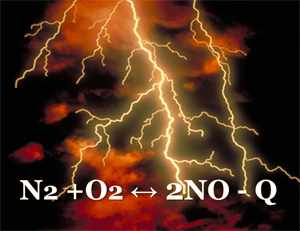 N2 +O2 ↔ 2NO - Q